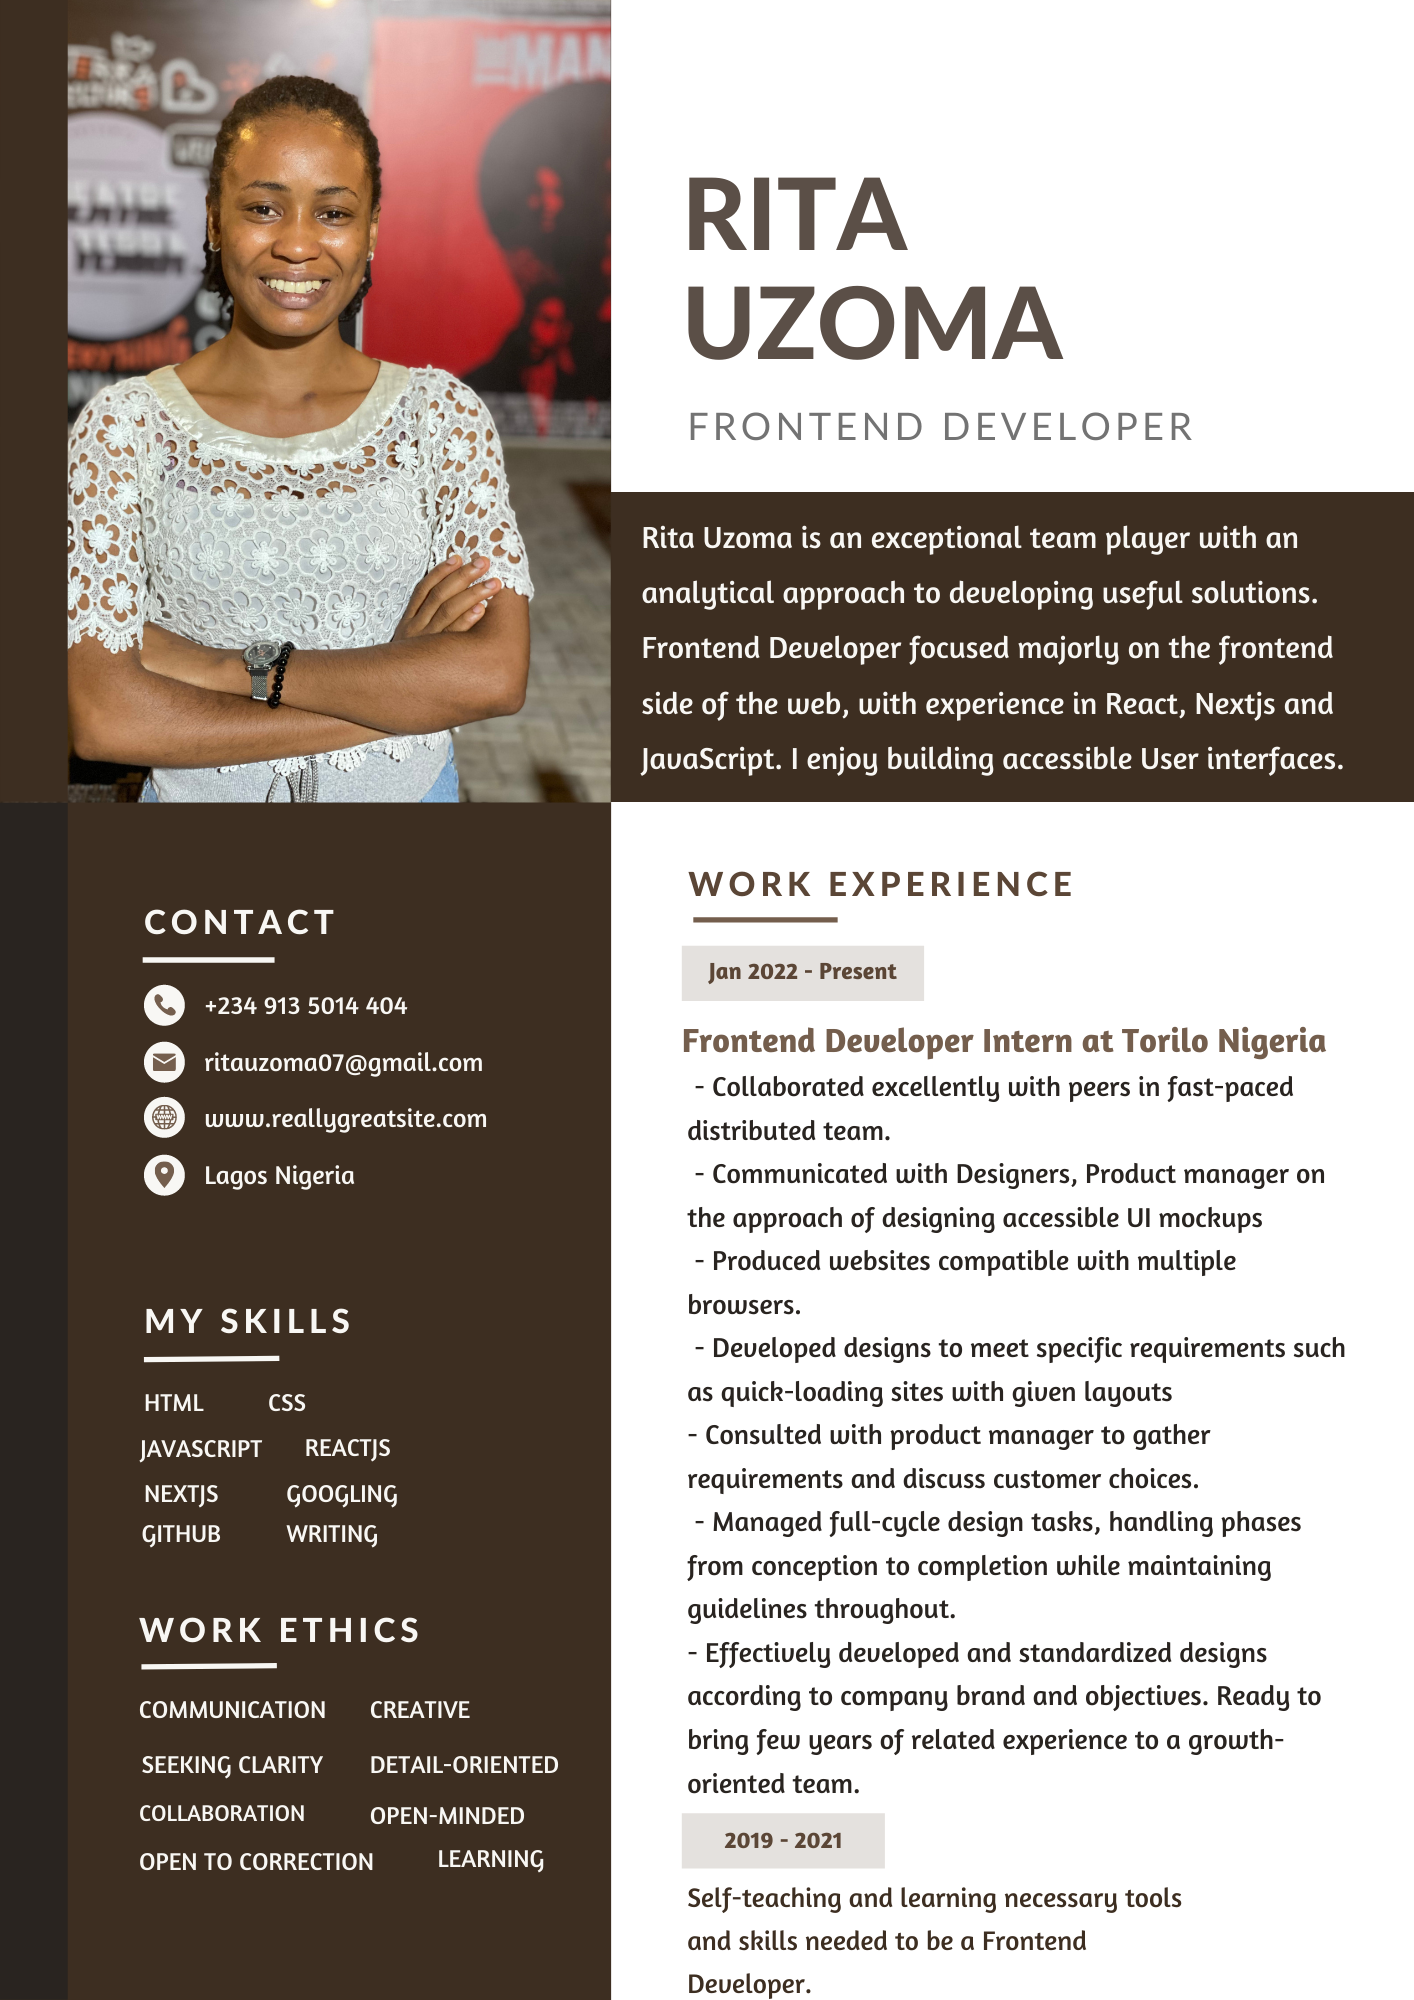 MAN
RITA
UZOMA
FRONTEND DEVELOPER
Rita Uzoma is an exceptional team player with an
analytical approach to developing useful solutions.
Frontend Developer focused majorly on the frontend
side of the web, with experience in React, Nextjs and
JavaScript. I enjoy building accessible User interfaces.
CONTACT
+234 913 5014 404
ritauzoma07@gmail.com
www.reallygreatsite.com
Lagos Nigeria
MY SKILLS
HTML CSS
JAVASCRIPT REACTJS
NEXTJS GOOGLING
GITHUB WRITING
WORK ETHICS
COMMUNICATION CREATIVE
SEEKING CLARITY DETAIL-ORIENTED
COLLABORATION OPEN-MINDED
OPEN TO CORRECTION LEARNING
WORK EXPERIENCE
Jan 2022 - Present
Frontend Developer Intern at Torilo Nigeria
- Collaborated excellently with peers in fast-paced
distributed team.
- Communicated with Designers, Product manager on
the approach of designing accessible UI mockups
- Produced websites compatible with multiple
browsers.
- Developed designs to meet specific requirements such
as quick-loading sites with given layouts
- Consulted with product manager to gather
requirements and discuss customer choices.
- Managed full-cycle design tasks, handling phases
from conception to completion while maintaining
guidelines throughout.
- Effectively developed and standardized designs
according to company brand and objectives. Ready to
bring few years of related experience to a growth-
oriented team.
2019 - 2021
Self-teaching and learning necessary tools
and skills needed to be a Frontend
Developer.